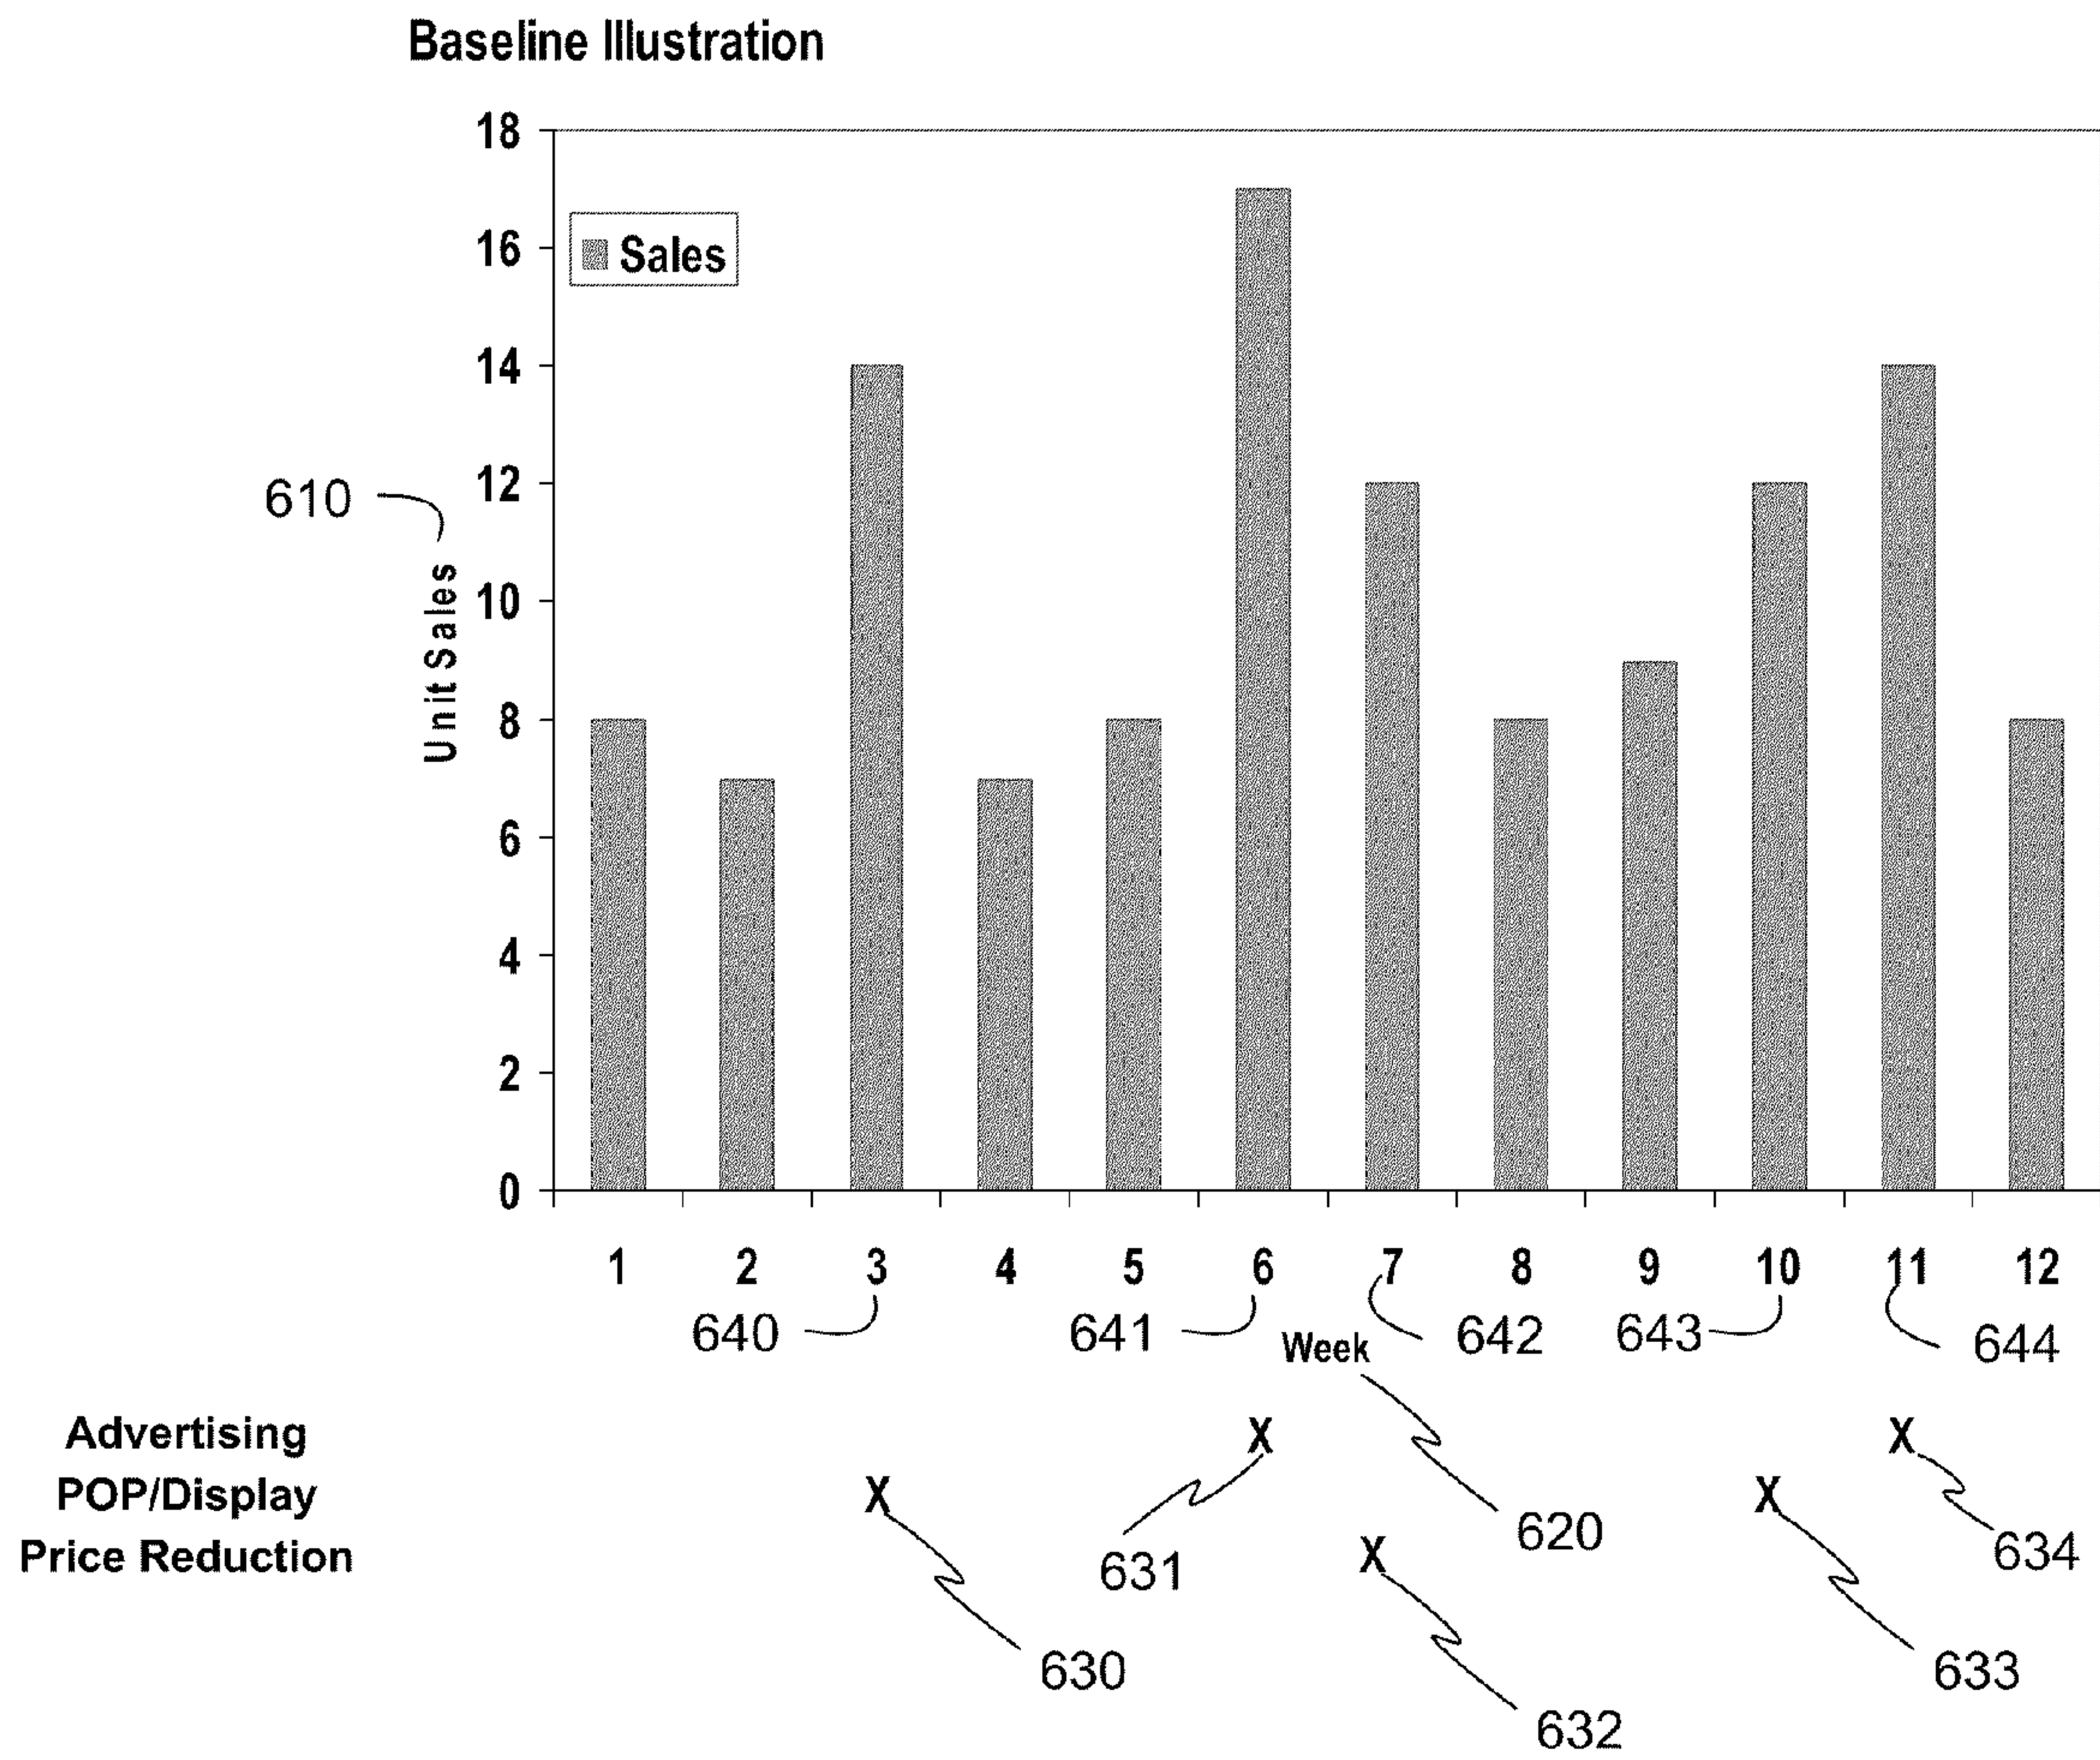 Baseline Illustration
18
16
Sales
14
12
610
Unit Sales
10
8
6
4
2
0
1 2 3 4 5 6 7 8 9 10 11 12
640 641 642 643 644
Week
Advertising X X
POP/Display X X
620 634
Price Reduction X
631
630 633
632